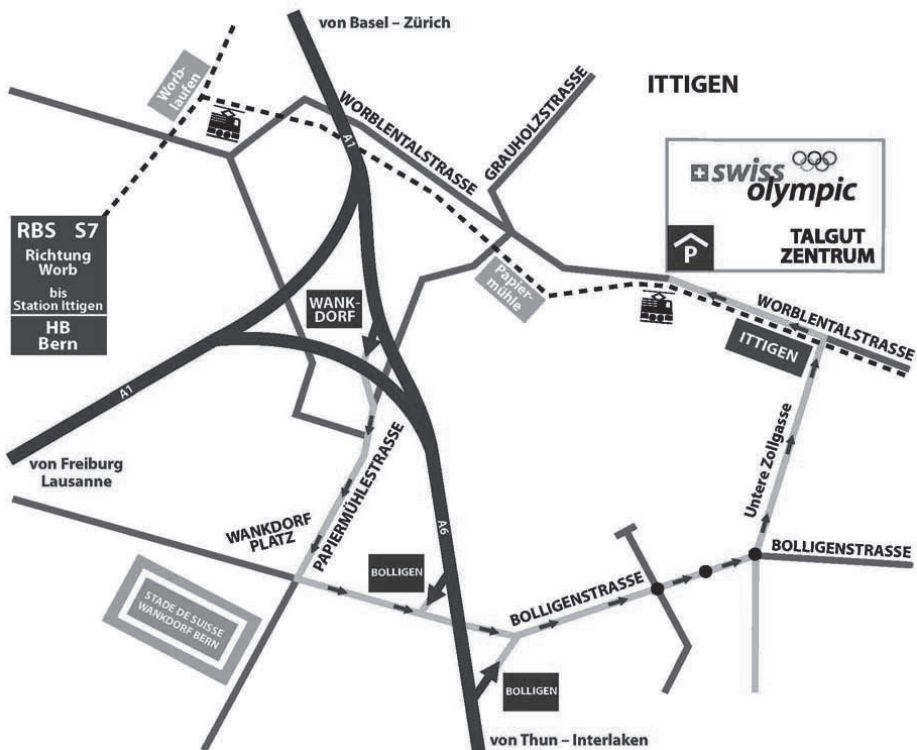 von Basel – Zürich
Worb-
laufen
A1
WORBLENTALSTRASSE
GRAUHOLZSTRASSE
ITTIGEN
swiss
olympic
P
TALGUT
ZENTRUM
RBS S7
Richtung
Worb
bis
Station Ittigen
HB
Bern
WANK-
DORF
Papier-
mühle
WORBLENTALSTRASSE
ITTIGEN
A1
von Freiburg
Lausanne
PAPIERMÜHLESTRASSE
WANKDORF
PLATZ
A6
Untere Zollgasse
BOLLIGENSTRASSE
BOLLIGEN
BOLLIGENSTRASSE
STADE DE SUISSE
WANKDORF BERN
BOLLIGEN
von Thun – Interlaken